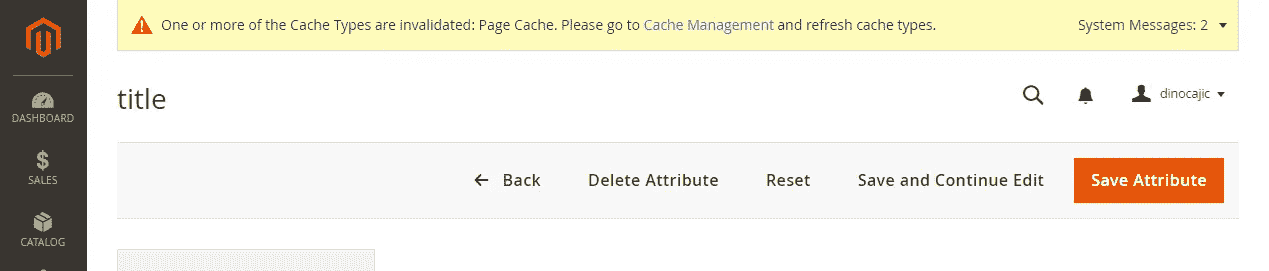 One or more of the Cache Types are invalidated: Page Cache. Please go to Cache Management and refresh cache types. System Messages: 2
title
dinocajic
DASHBOARD
Back Delete Attribute Reset Save and Continue Edit Save Attribute
SALES
CATALOG